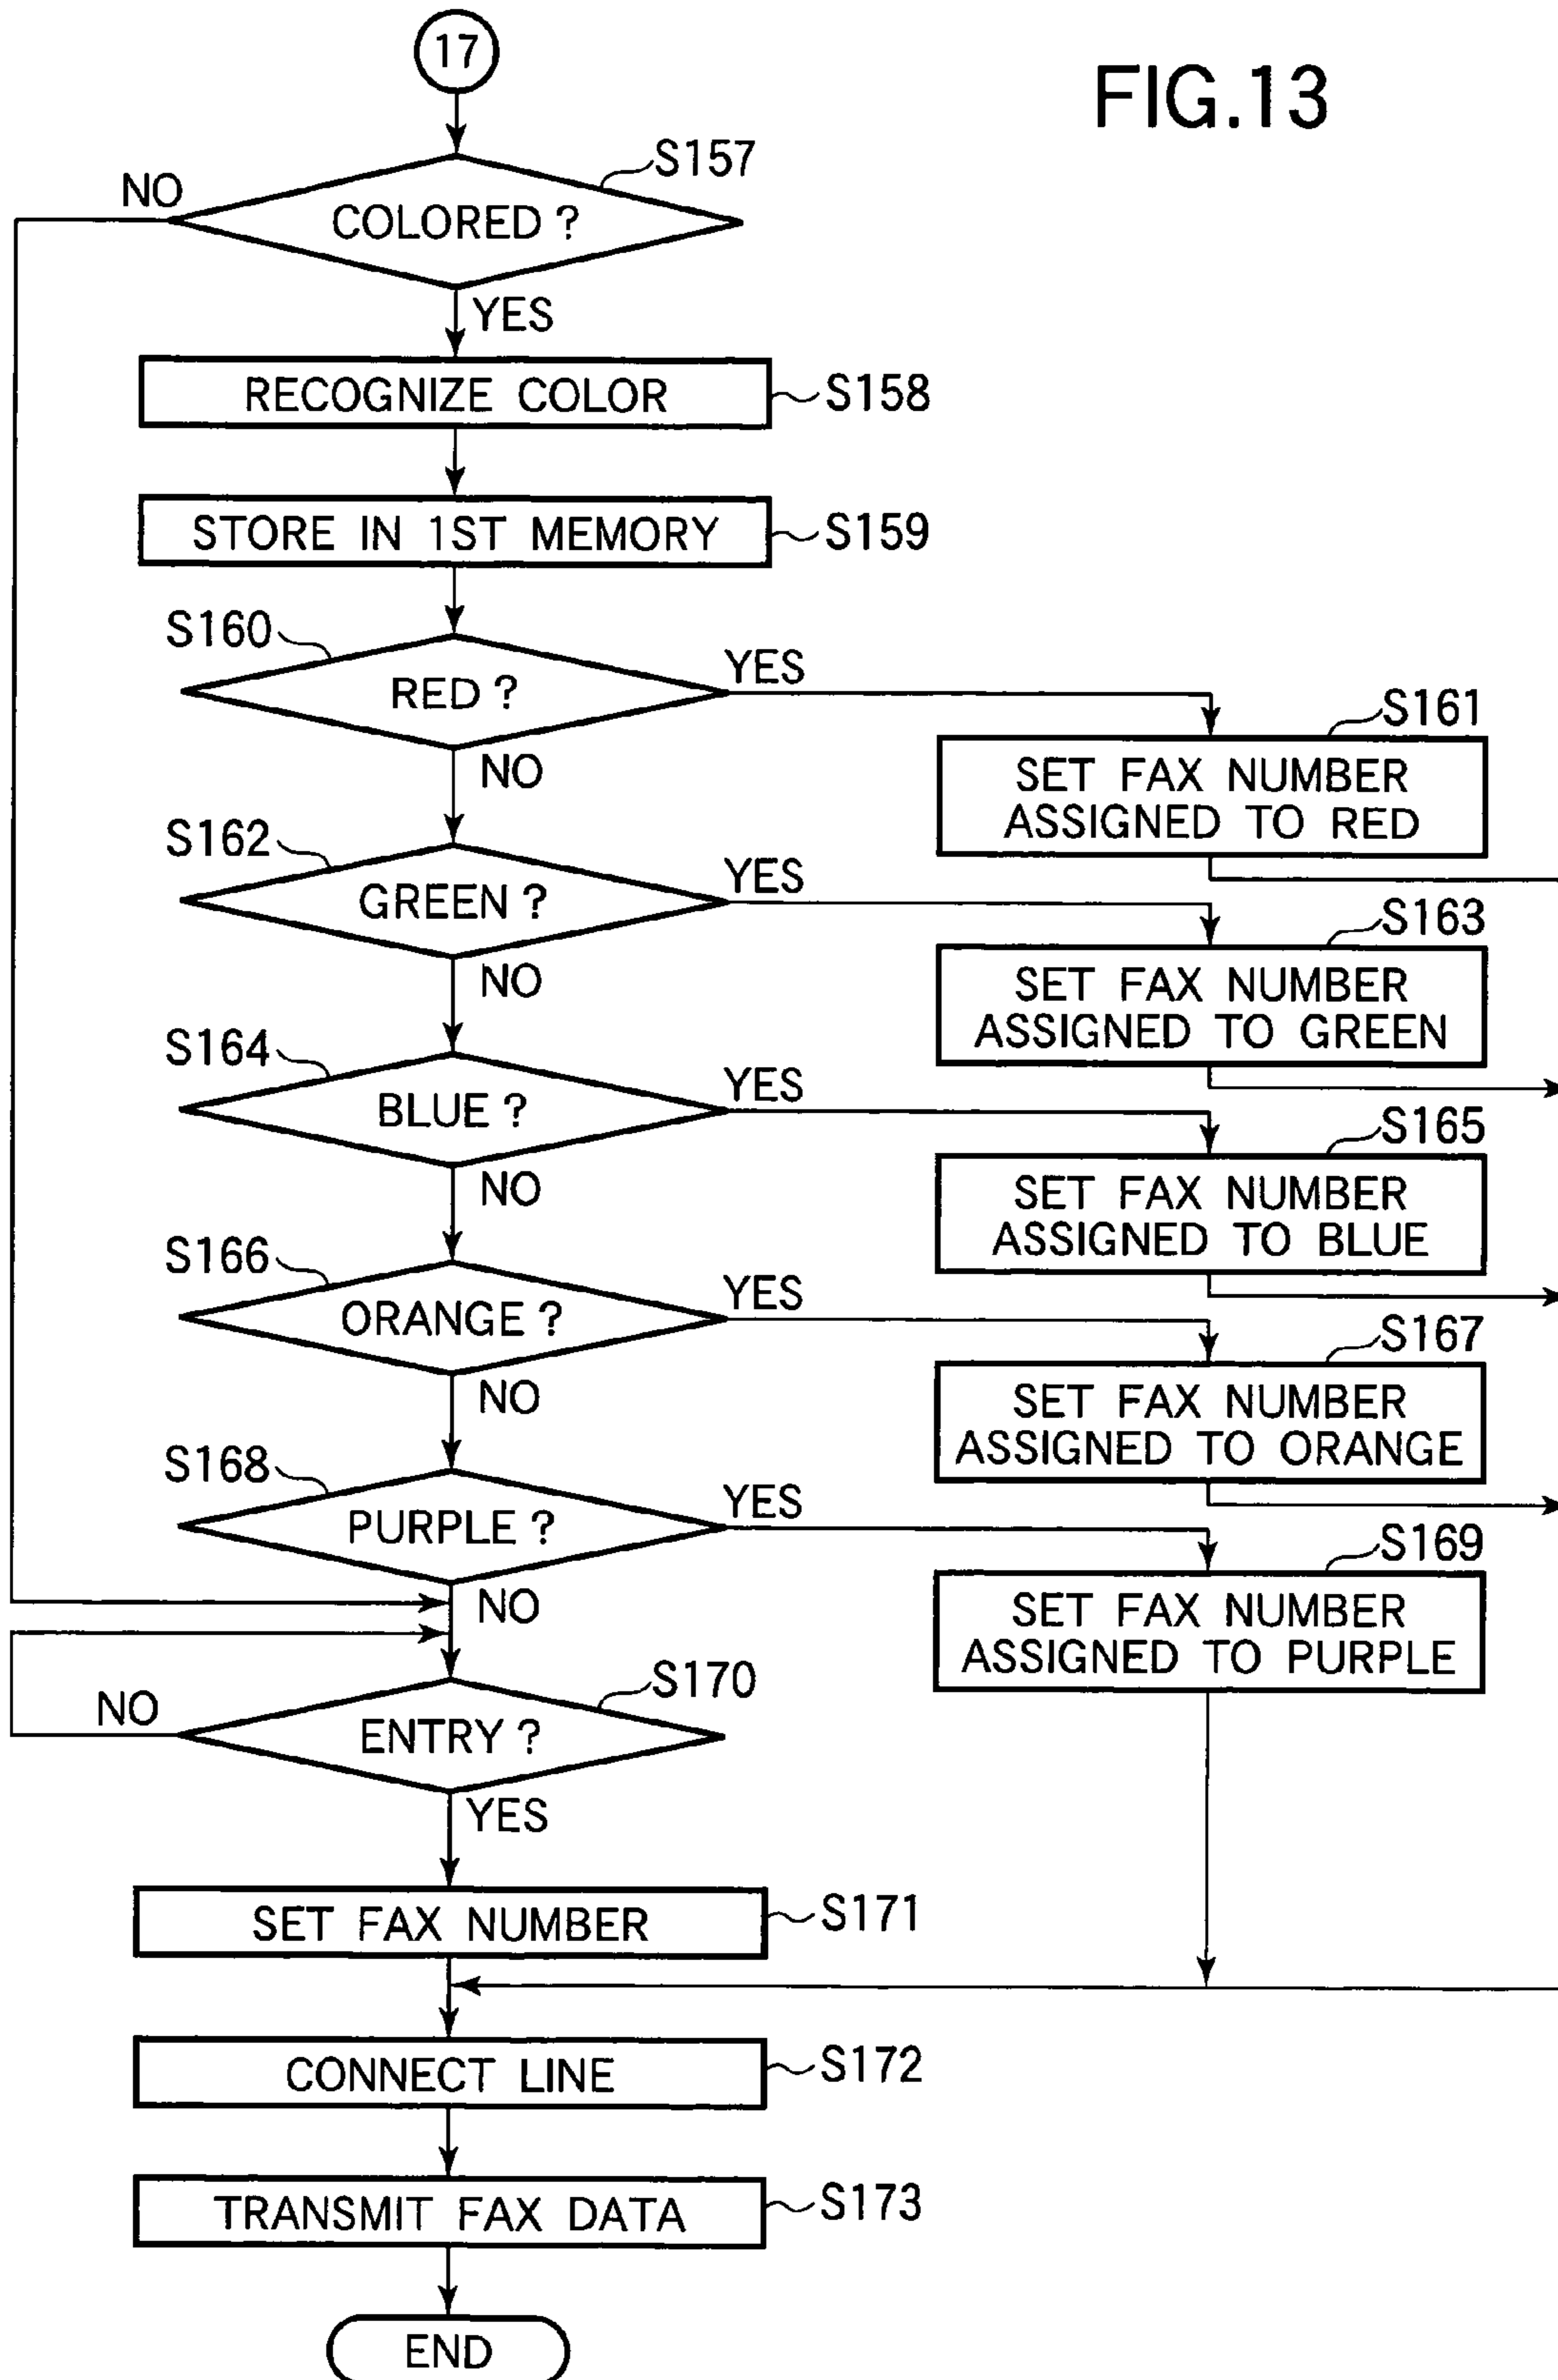 17
FIG.13
S157
NO
COLORED ?
YES
RECOGNIZE COLOR
S158
STORE IN 1ST MEMORY
S159
S160
RED ?
YES
NO
S161
SET FAX NUMBER
ASSIGNED TO RED
S162
GREEN ?
YES
NO
S163
SET FAX NUMBER
ASSIGNED TO GREEN
S164
BLUE ?
YES
NO
S165
SET FAX NUMBER
ASSIGNED TO BLUE
S166
ORANGE ?
YES
NO
S167
SET FAX NUMBER
ASSIGNED TO ORANGE
S168
PURPLE ?
YES
NO
S169
SET FAX NUMBER
ASSIGNED TO PURPLE
S170
NO
ENTRY ?
YES
SET FAX NUMBER
S171
CONNECT LINE
S172
TRANSMIT FAX DATA
S173
END